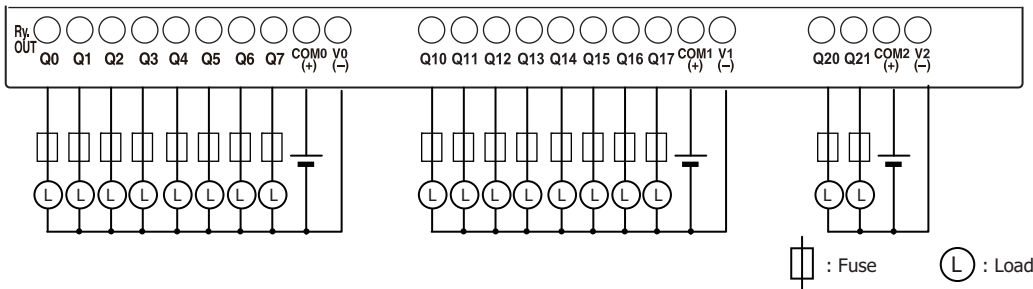 Ry.
OUT
Q0 Q1 Q2 Q3 Q4 Q5 Q6 Q7 COM0 (+) V0 (−)
Q10 Q11 Q12 Q13 Q14 Q15 Q16 Q17 COM1 (+) V1 (−)
Q20 Q21 COM2 (+) V2 (−)
L L L L L L L L
L L L L L L L L
L L
: Fuse
L : Load